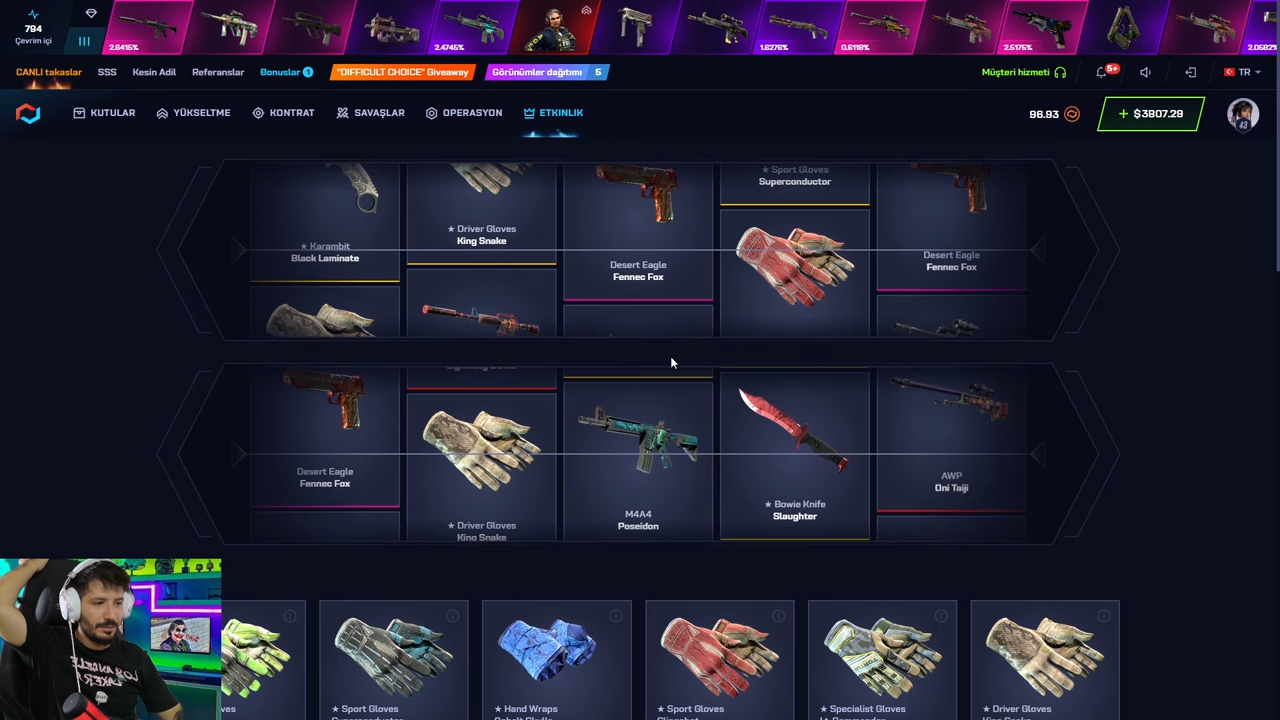 794
Çevrim içi
2.6415%
2.4745%
1.6276%
0.6118%
2.5175%
CANLI takaslar
SSS
Kesin Adil
Referanslar
Bonuslar 1
"DIFFICULT CHOICE" Giveaway
Görünümler dağıtımı 5
Müşteri hizmeti
5+
TR
KUTULAR
YÜKSELTME
KONTRAT
SAVAŞLAR
OPERASYON
ETKINLIK
96.93
+ $3807.29
★ Karambit
Black Laminate
★ Driver Gloves
King Snake
Desert Eagle
Fennec Fox
★ Sport Gloves
Superconductor
Desert Eagle
Fennec Fox
Desert Eagle
Fennec Fox
★ Driver Gloves
King Snake
M4A4
Poseidon
★ Bowie Knife
Slaughter
AWP
Oni Taiji
★ Sport Gloves
★ Hand Wraps
★ Sport Gloves
★ Specialist Gloves
★ Driver Gloves